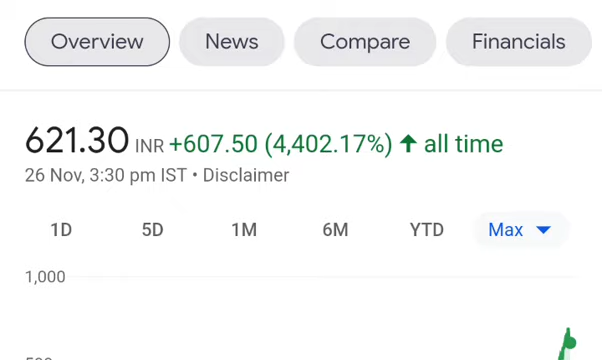 Overview News Compare Financials
621.30 INR +607.50 (4,402.17%) ↑ all time
26 Nov, 3:30 pm IST • Disclaimer
1D 5D 1M 6M YTD Max
1,000